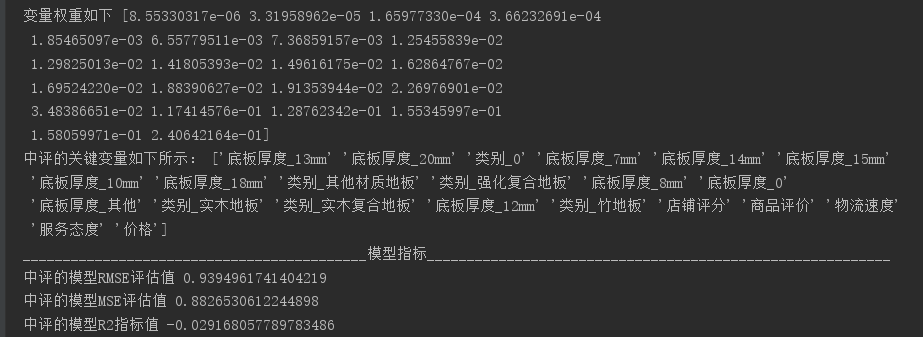 变量权重如下 [8.55330317e-06 3.31958962e-05 1.65977330e-04 3.66232691e-04
1.85465097e-03 6.55779511e-03 7.36859157e-03 1.25455839e-02
1.29825013e-02 1.41805393e-02 1.49616175e-02 1.62864767e-02
1.69524220e-02 1.88390627e-02 1.91353944e-02 2.26976901e-02
3.48386651e-02 1.17414576e-01 1.28762342e-01 1.55345997e-01
1.58059971e-01 2.40642164e-01]
中评的关键变量如下所示: ['底板厚度_13mm' '底板厚度_20mm' '类别_0' '底板厚度_7mm' '底板厚度_14mm' '底板厚度_15mm'
'底板厚度_10mm' '底板厚度_18mm' '类别_其他材质地板' '类别_强化复合地板' '底板厚度_8mm' '底板厚度_0'
'底板厚度_其他' '类别_实木地板' '类别_实木复合地板' '底板厚度_12mm' '类别_竹地板' '店铺评分' '商品评价' '物流速度'
'服务态度' '价格']
___________________________________________模型指标__________________________________________________________
中评的模型RMSE评估值 0.9394961741404219
中评的模型MSE评估值 0.8826530612244898
中评的模型R2指标值 -0.029168057789783486